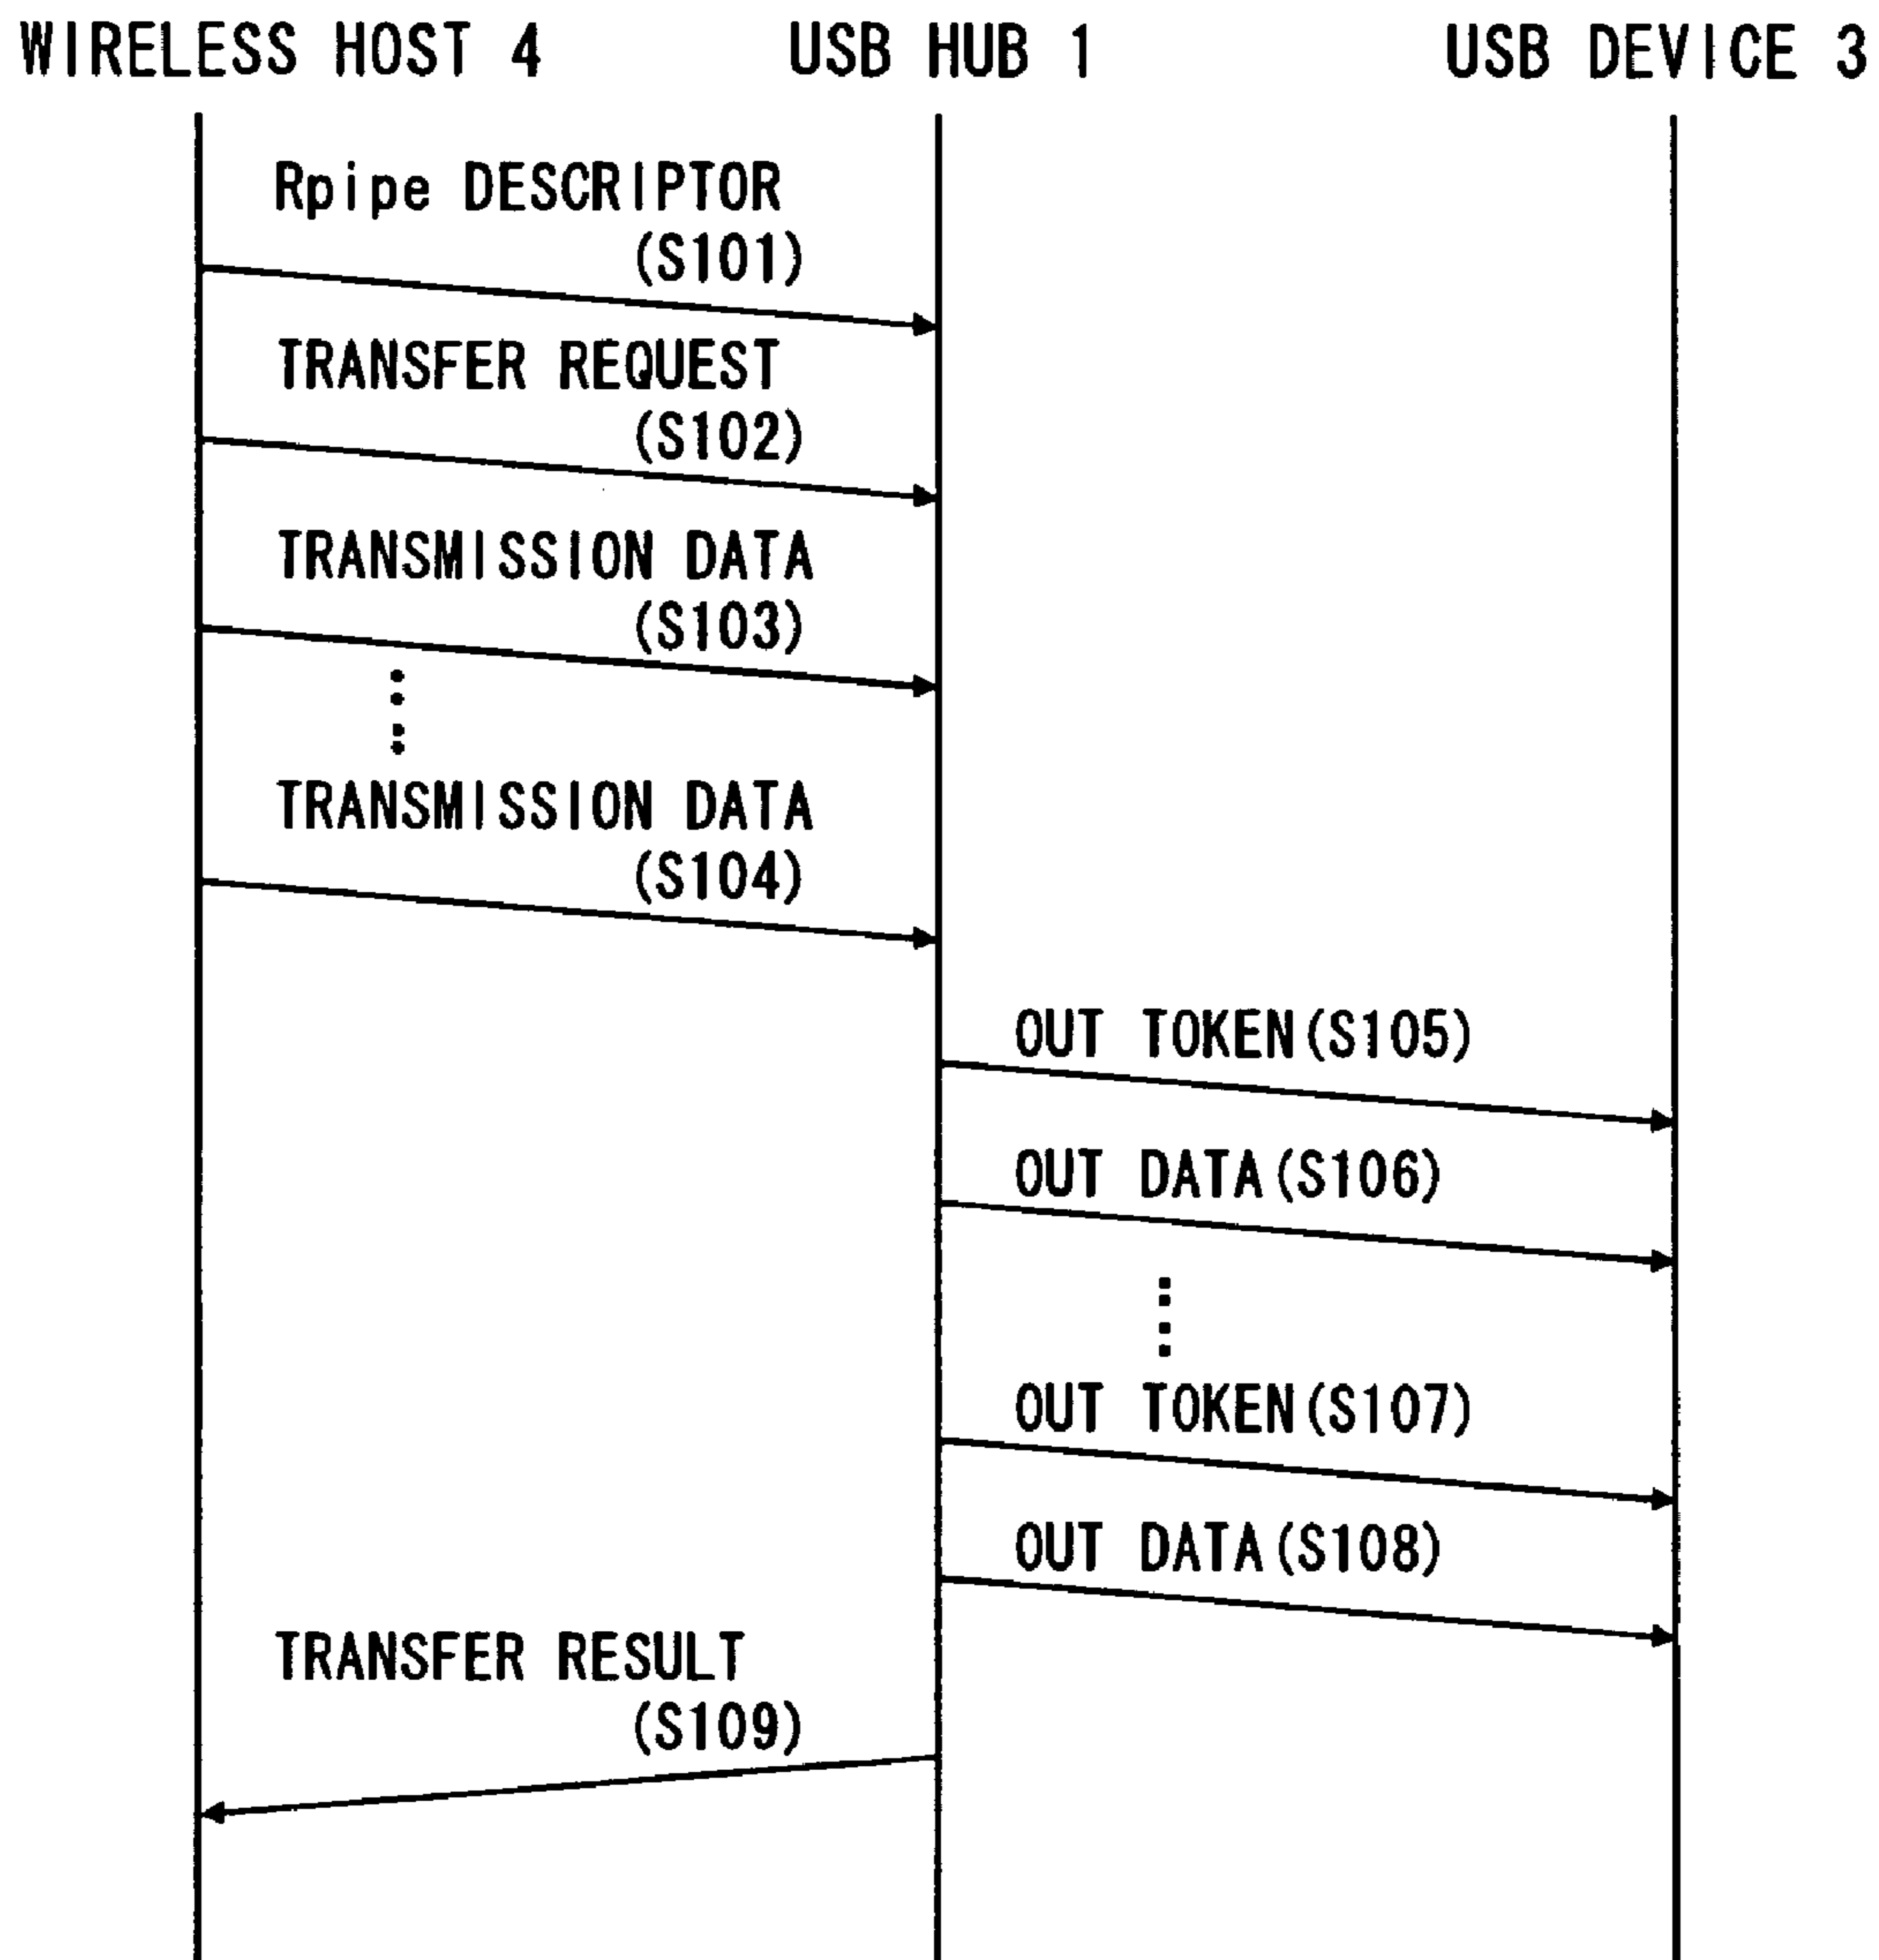 WIRELESS HOST 4 USB HUB 1 USB DEVICE 3
Rpipe DESCRIPTOR
(S101)
TRANSFER REQUEST
(S102)
TRANSMISSION DATA
(S103)
TRANSMISSION DATA
(S104)
OUT TOKEN(S105)
OUT DATA(S106)
OUT TOKEN(S107)
OUT DATA(S108)
TRANSFER RESULT
(S109)